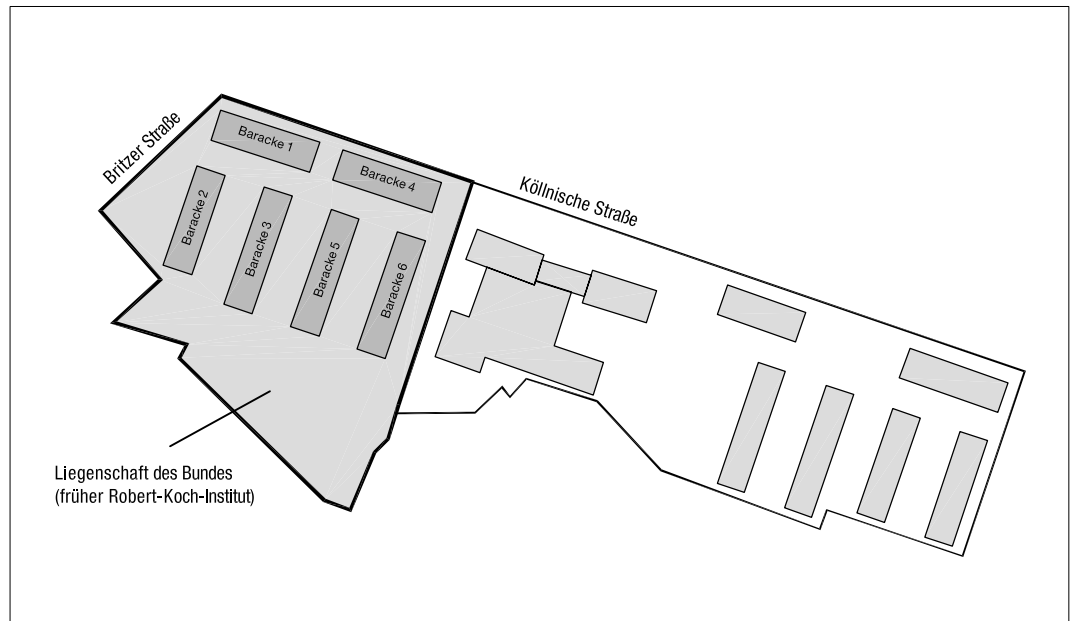 Britzer Straße
Baracke 1
Baracke 4
Köllnische Straße
Baracke 2
Baracke 3
Baracke 5
Baracke 6
Liegenschaft des Bundes
(früher Robert-Koch-Institut)